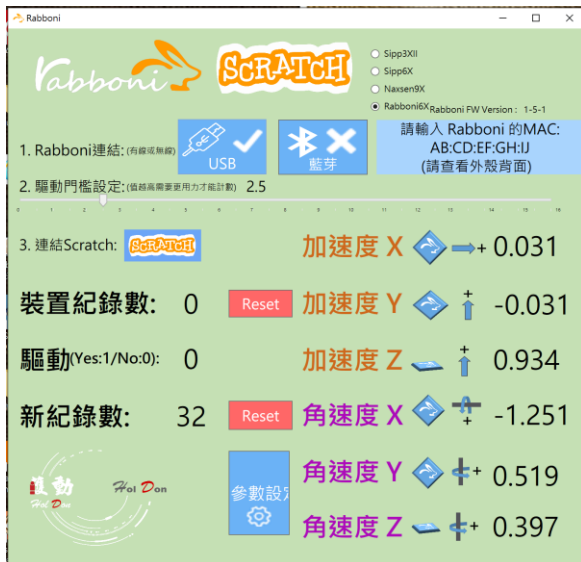 Rabboni
rabboni
SCRATCH
Sipp3XII
Sipp6X
Naxsen9X
Rabboni6X
Rabboni FW Version : 1-5-1
1. Rabboni連結: (有線或無線)
USB
藍芽
請輸入 Rabboni 的MAC:
AB:CD:EF:GH:IJ
(請查看外殼背面)
2. 驅動門檻設定: (值越高需要更用力才能計數) 2.5
0 1 2 3 4 5 6 7 8 9 10 11 12 13 14 15 16
3. 連結Scratch: SCRATCH
加速度 X + 0.031
裝置紀錄數: 0 Reset
加速度 Y + -0.031
驅動(Yes:1/No:0): 0
加速度 Z + 0.934
新紀錄數: 32 Reset
角速度 X + -1.251
參數設
角速度 Y + 0.519
角速度 Z + 0.397
動
Hoi Don
Hoi Don